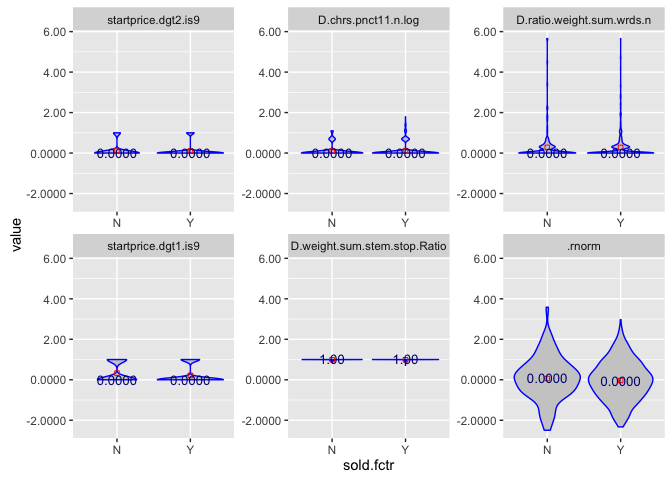 startprice.dgt2.is9 D.chrs.pnct11.n.log D.ratio.weight.sum.wrds.n
6.00 6.00 6.00
4.00 4.00 4.00
2.00 2.00 2.00
0.0000 0.0000 0.0000 0.0000 0.0000 0.0000 0.0000 0.0000 0.0000
-2.0000 -2.0000 -2.0000
N Y N Y N Y
value
startprice.dgt1.is9 D.weight.sum.stem.stop.Ratio .rnorm
6.00 6.00 6.00
4.00 4.00 4.00
2.00 2.00 2.00
1.00 1.00
0.0000 0.0000 0.0000 0.0000 0.0000 0.0000 0.0000
-2.0000 -2.0000 -2.0000
N Y N Y N Y
sold.fctr